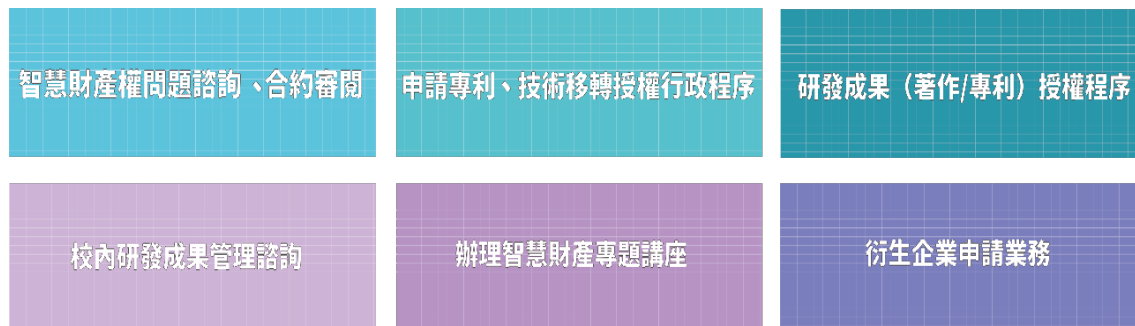 智慧財產權問題諮詢、合約審閱
申請專利、技術移轉授權行政程序
研發成果（著作/專利）授權程序
校內研發成果管理諮詢
辦理智慧財產專題講座
衍生企業申請業務